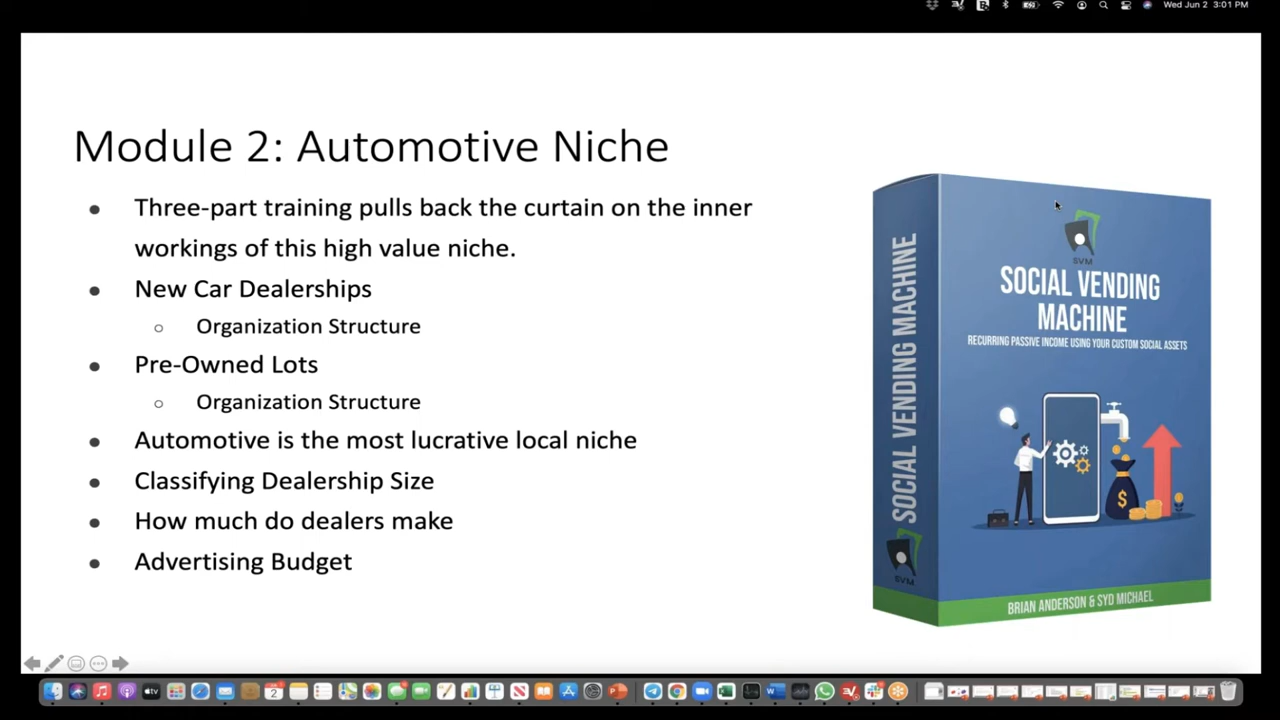 Wed Jun 2 3:01 PM
Module 2: Automotive Niche
Three-part training pulls back the curtain on the inner
workings of this high value niche.
New Car Dealerships
Organization Structure
Pre-Owned Lots
Organization Structure
Automotive is the most lucrative local niche
Classifying Dealership Size
How much do dealers make
Advertising Budget
SOCIAL VENDING MACHINE
SVM
SVM
SOCIAL VENDING
MACHINE
RECURRING PASSIVE INCOME USING YOUR CUSTOM SOCIAL ASSETS
$
BRIAN ANDERSON & SYD MICHAEL